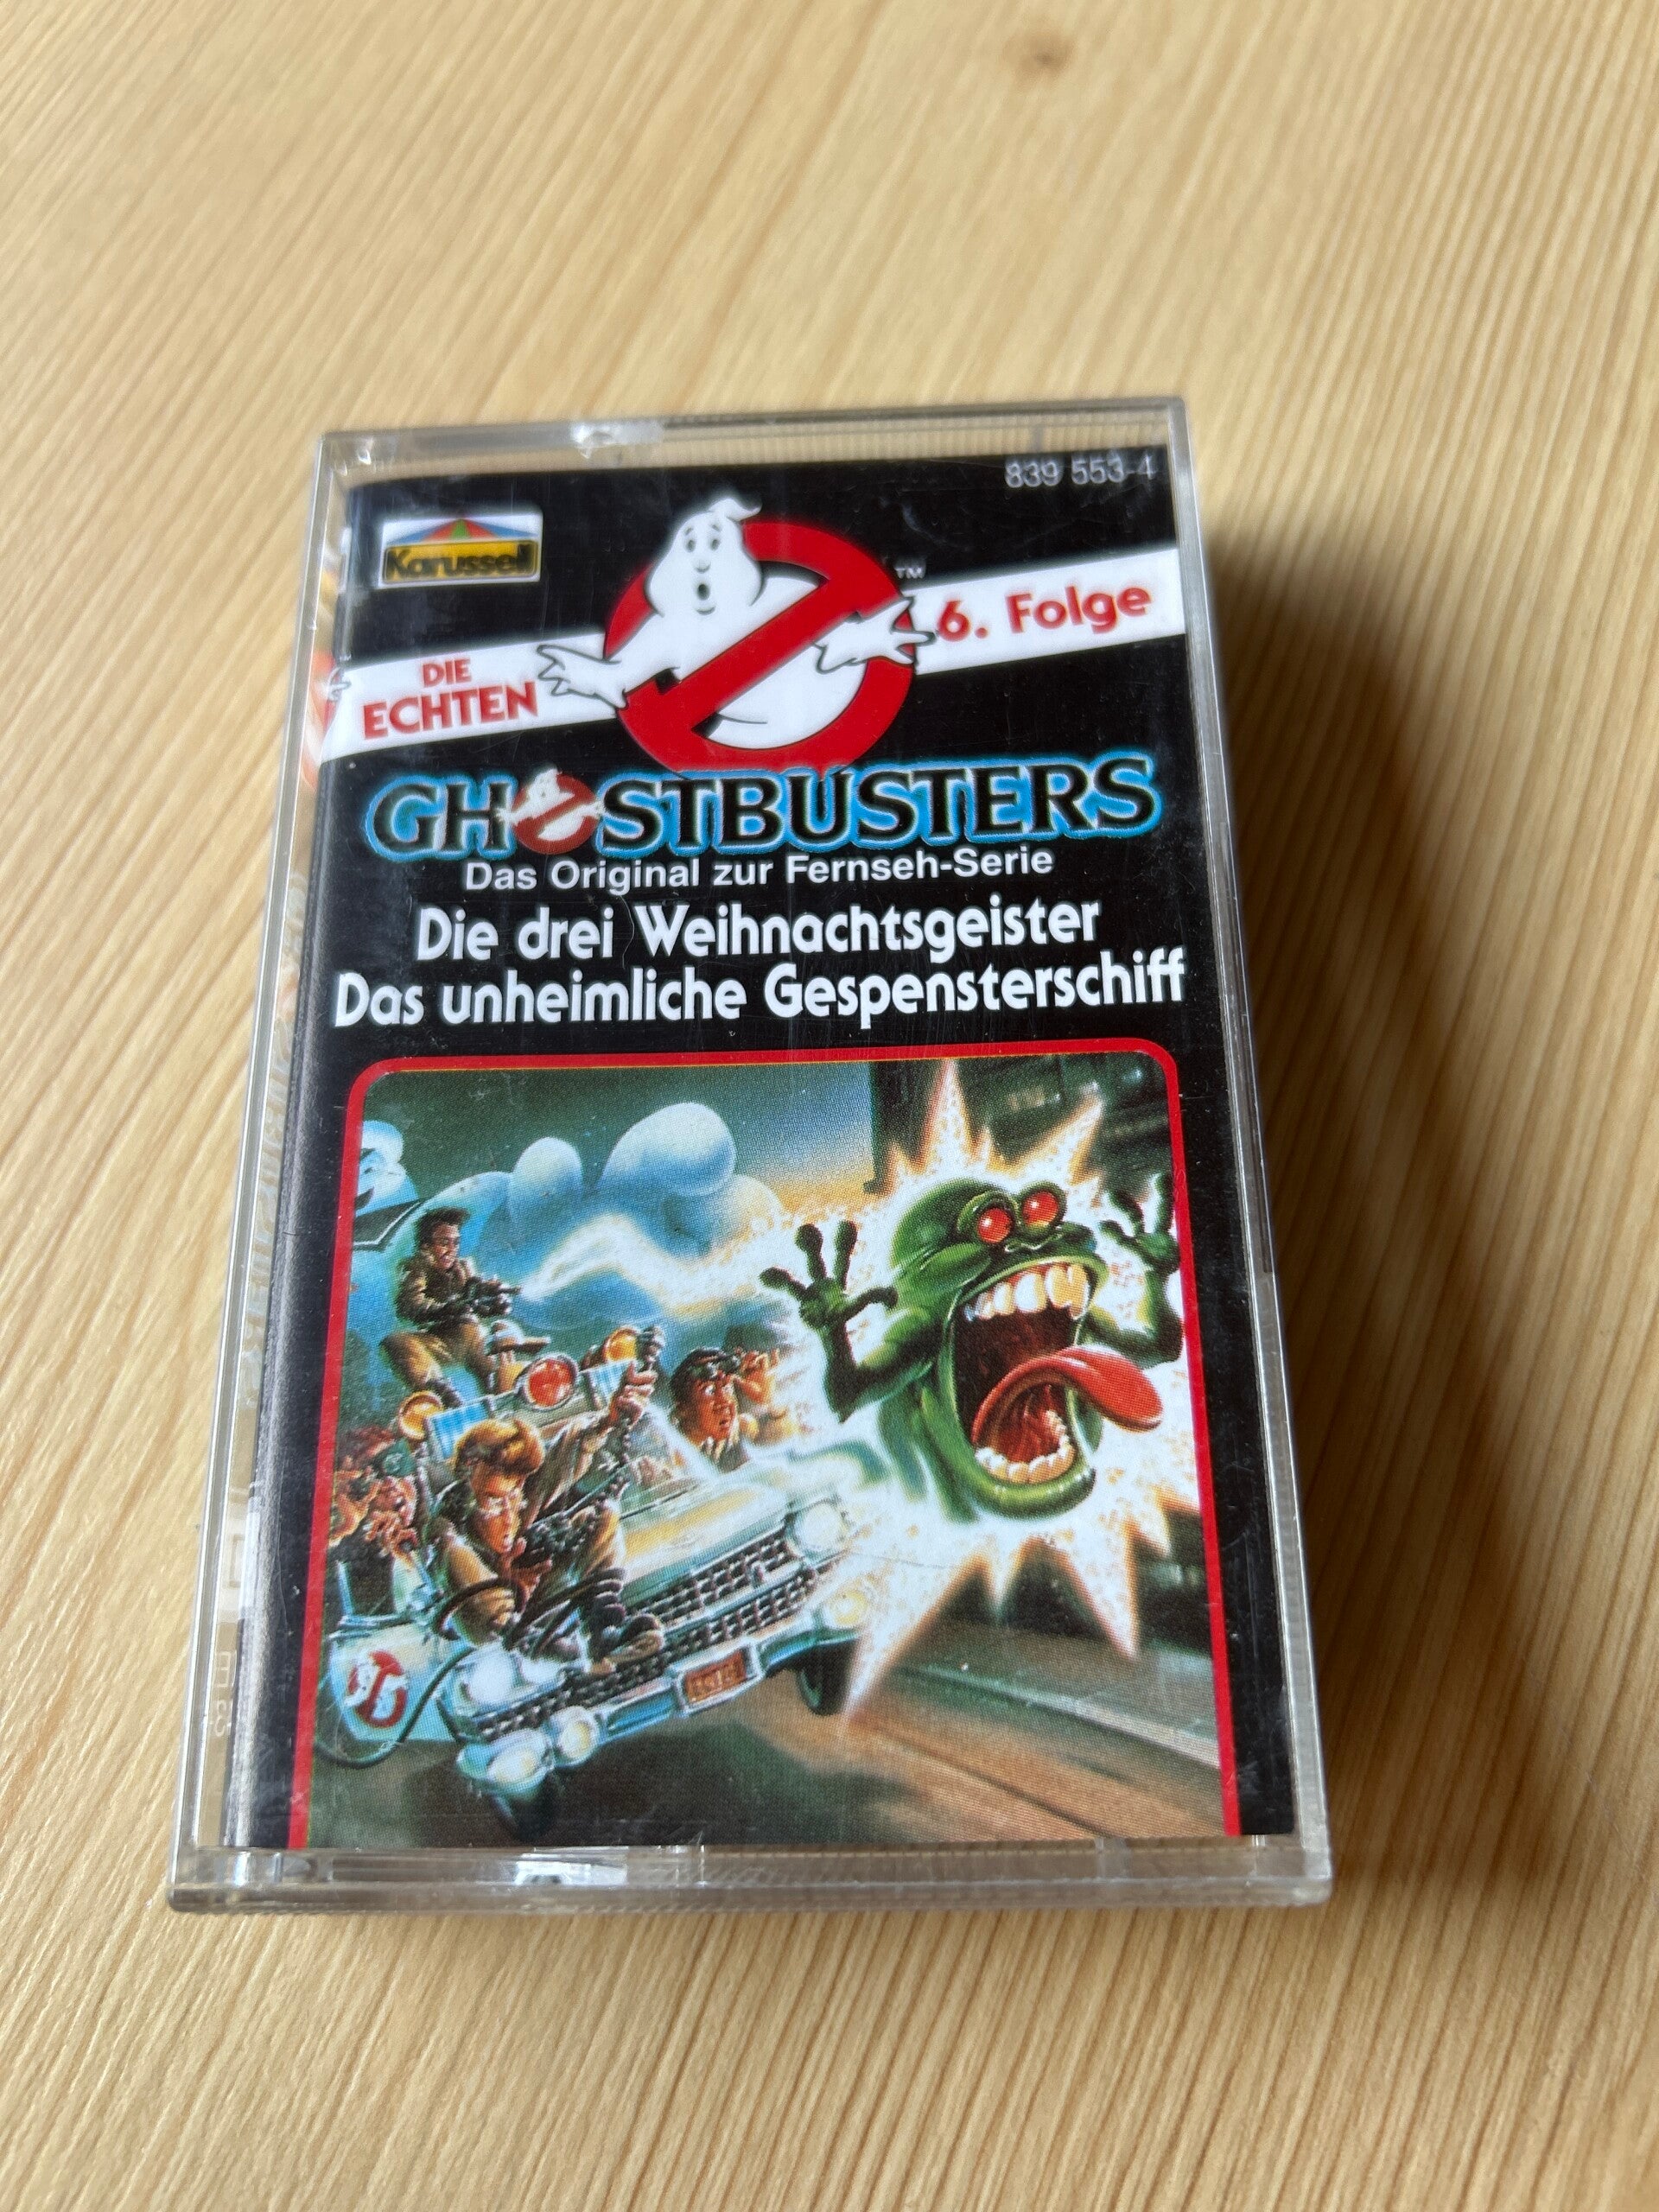 839 553-4
Karussell
DIE
ECHTEN
TM
6. Folge
GHOSTBUSTERS
Das Original zur Fernseh-Serie
Die drei Weihnachtsgeister
Das unheimliche Gespensterschiff